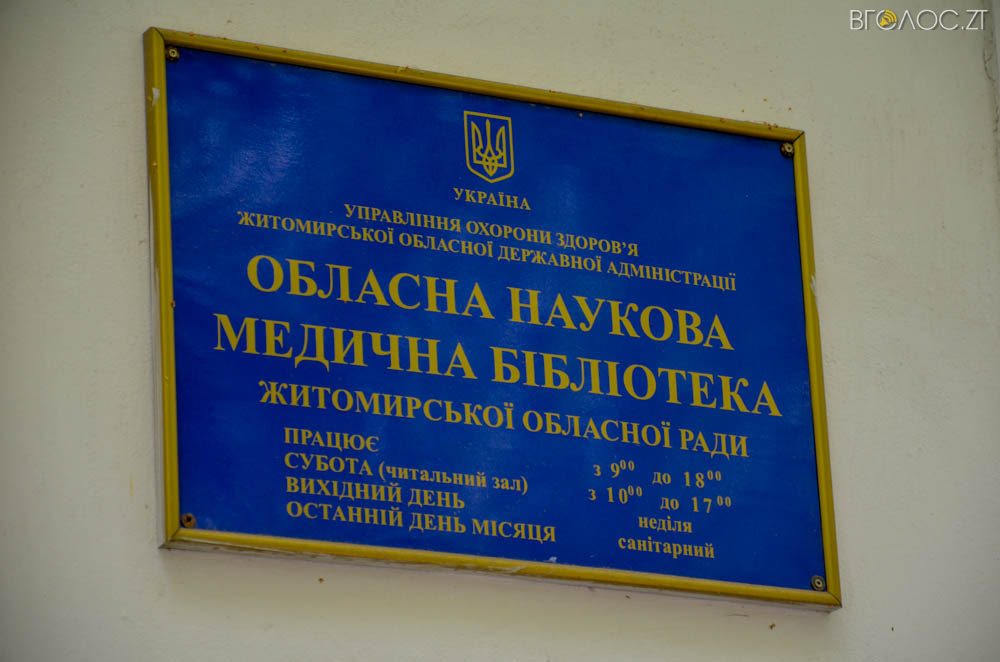 ВГОЛОС.ZT
УКРАЇНА
УПРАВЛІННЯ ОХОРОНИ ЗДОРОВ'Я
ЖИТОМИРСЬКОЇ ОБЛАСНОЇ ДЕРЖАВНОЇ АДМІНІСТРАЦІЇ
ОБЛАСНА НАУКОВА
МЕДИЧНА БІБЛІОТЕКА
ЖИТОМИРСЬКОЇ ОБЛАСНОЇ РАДИ
ПРАЦЮЄ з 9⁰⁰ до 18⁰⁰
СУБОТА (читальний зал) з 10⁰⁰ до 17⁰⁰
ВИХІДНИЙ ДЕНЬ неділя
ОСТАННІЙ ДЕНЬ МІСЯЦЯ санітарний